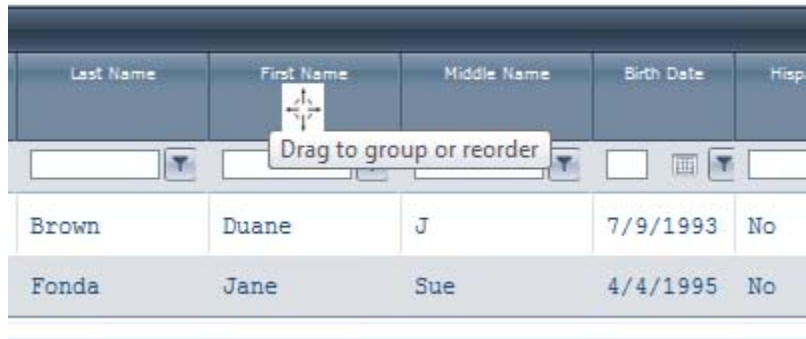 Last Name First Name Middle Name Birth Date Hisp
Drag to group or reorder
Brown Duane J 7/9/1993 No
Fonda Jane Sue 4/4/1995 No